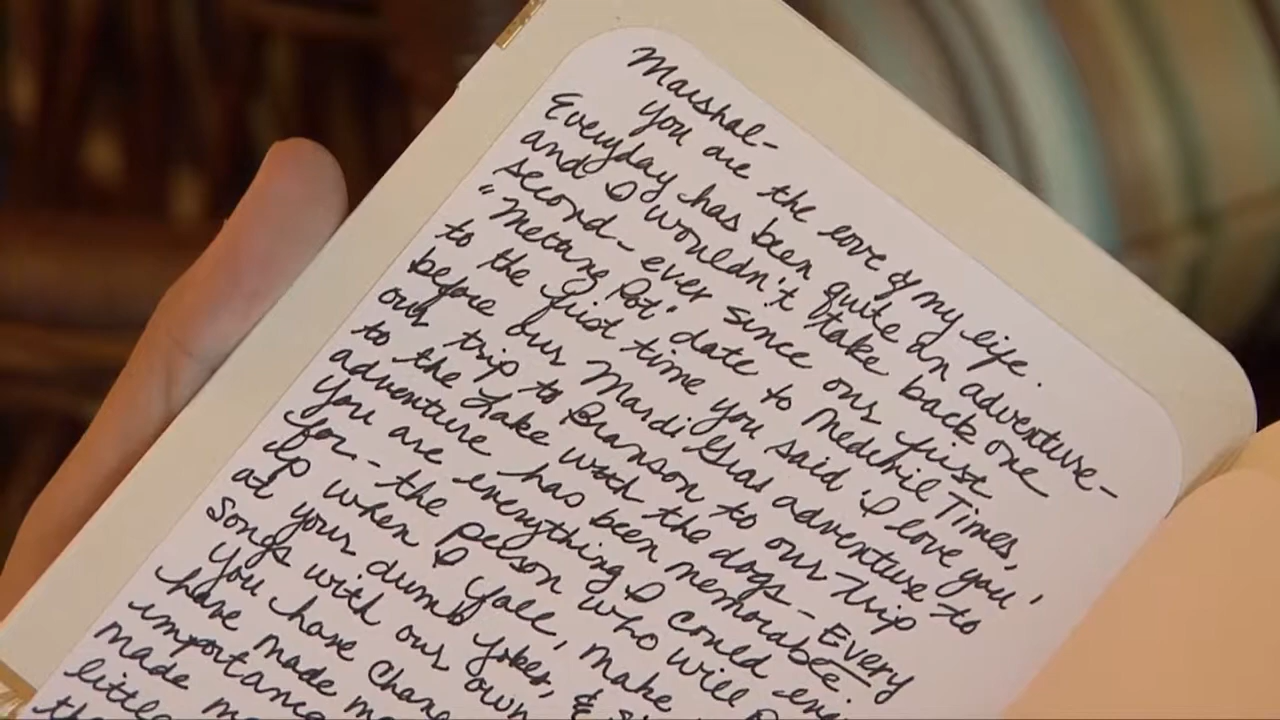 Marshal-
You are the love of my life.
Everyday has been quite an adventure-
and I wouldn't take back one
second - ever since our first
"Melting Pot" date to Medevil Times,
to the first time you said 'I love you,'
before our Mardi Gras adventure to
our trip to Branson to our trip
to the Lake with the dogs - Every
adventure has been memorable.
You are everything I could
for - the person who will
up when I fall, make
at your dumb jokes, &
songs with our own
You have
have made
importance
made
little